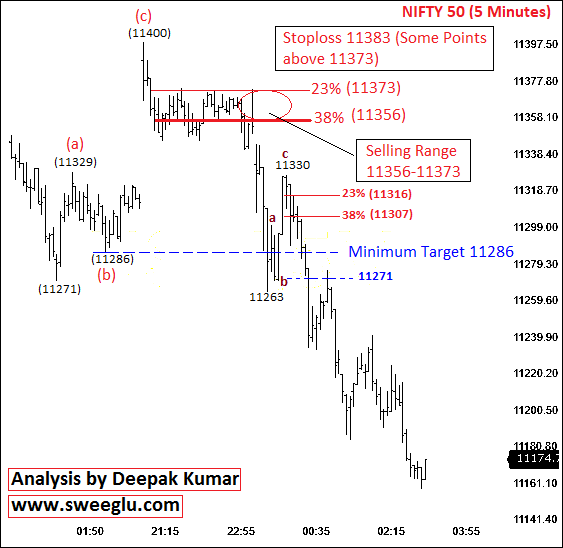 NIFTY 50 (5 Minutes)
(c)
(11400)
Stoploss 11383 (Some Points
above 11373)
11397.50
11377.80
23% (11373)
38% (11356)
11358.10
(a)
(11329)
c
11330
Selling Range
11356-11373
11338.40
11318.70
23% (11316)
38% (11307)
a
11299.00
(11286)
(b)
Minimum Target 11286
11279.30
(11271)
b
11271
11263
11259.60
11239.90
11220.20
11200.50
11180.80
11174.7
11161.10
11141.40
Analysis by Deepak Kumar
www.sweeglu.com
01:50 21:15 22:55 00:35 02:15 03:55